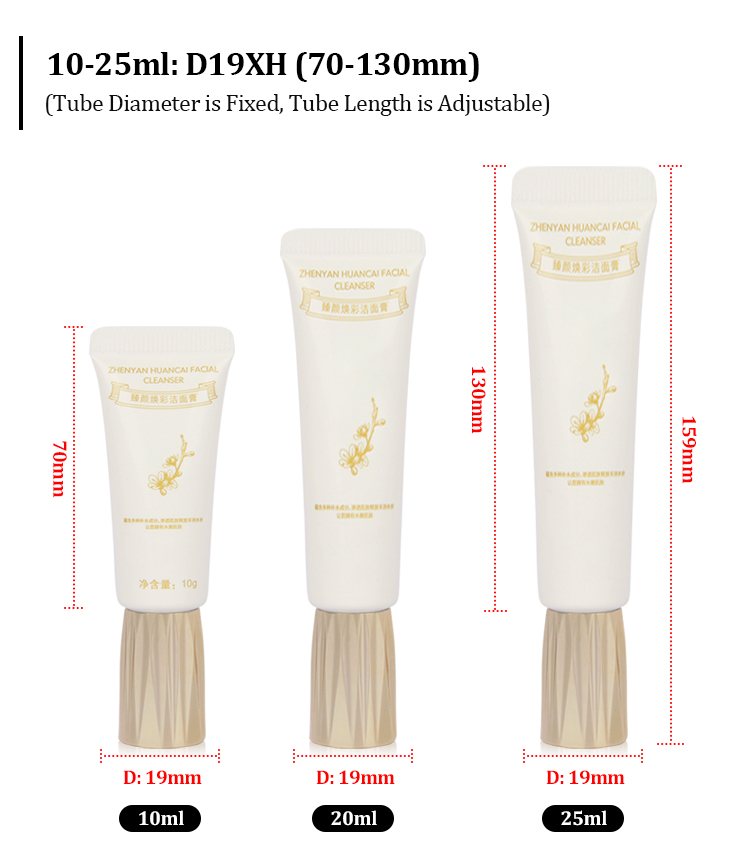 10-25ml: D19XH (70-130mm)
(Tube Diameter is Fixed, Tube Length is Adjustable)
ZHENYAN HUANCAI FACIAL
CLEANSER
臻颜焕彩洁面膏
净含量: 10g
70mm
D: 19mm
10ml
ZHENYAN HUANCAI FACIAL
CLEANSER
臻颜焕彩洁面膏
D: 19mm
20ml
ZHENYAN HUANCAI FACIAL
CLEANSER
臻颜焕彩洁面膏
130mm
159mm
D: 19mm
25ml